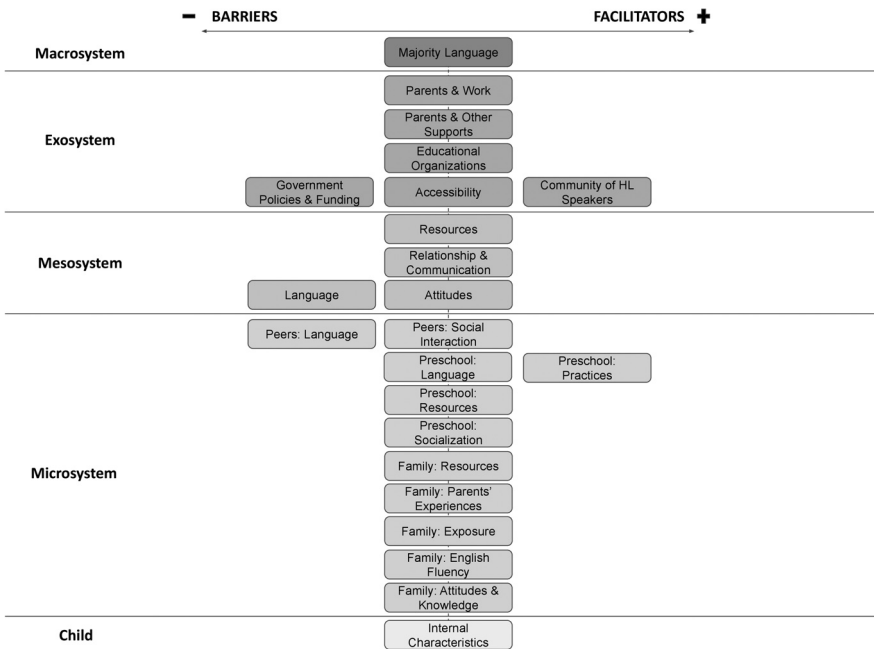 − BARRIERS FACILITATORS +
Macrosystem
Majority Language
Exosystem
Parents & Work
Parents & Other
Supports
Educational
Organizations
Government
Policies & Funding
Accessibility
Community of HL
Speakers
Mesosystem
Resources
Relationship &
Communication
Language
Attitudes
Microsystem
Peers: Language
Peers: Social
Interaction
Preschool:
Language
Preschool:
Practices
Preschool:
Resources
Preschool:
Socialization
Family: Resources
Family: Parents’
Experiences
Family: Exposure
Family: English
Fluency
Family: Attitudes &
Knowledge
Child
Internal
Characteristics